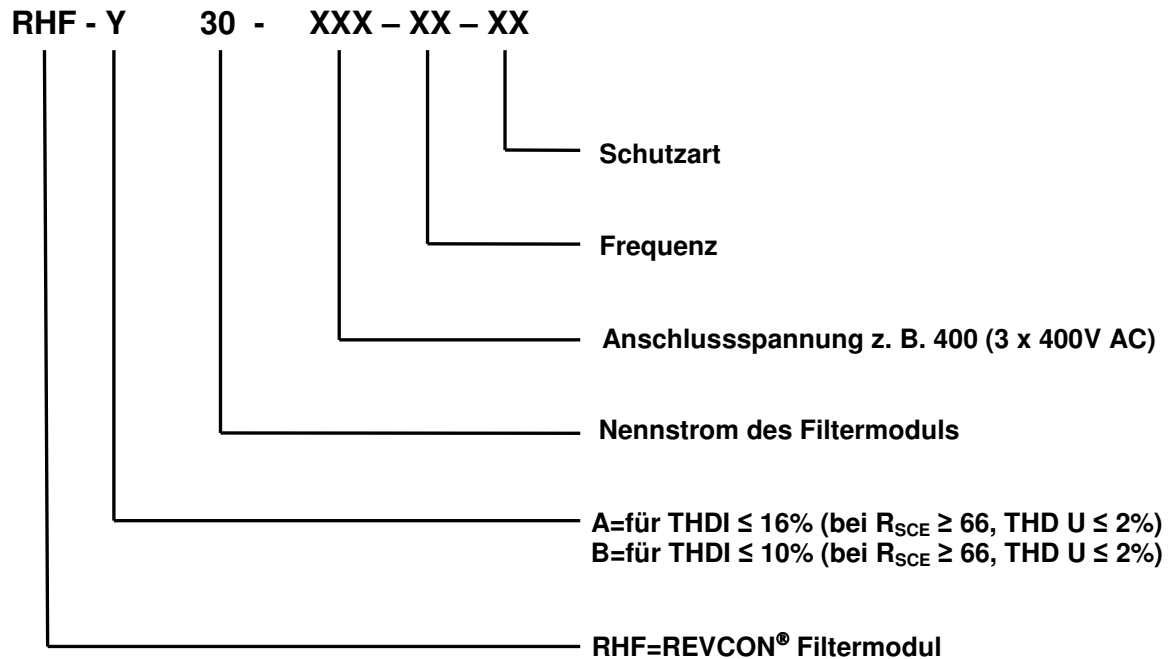 RHF - Y 30 - XXX – XX – XX
Schutzart
Frequenz
Anschlussspannung z. B. 400 (3 x 400V AC)
Nennstrom des Filtermoduls
A=für THDI ≤ 16% (bei RSCE ≥ 66, THD U ≤ 2%)
B=für THDI ≤ 10% (bei RSCE ≥ 66, THD U ≤ 2%)
RHF=REVCON® Filtermodul